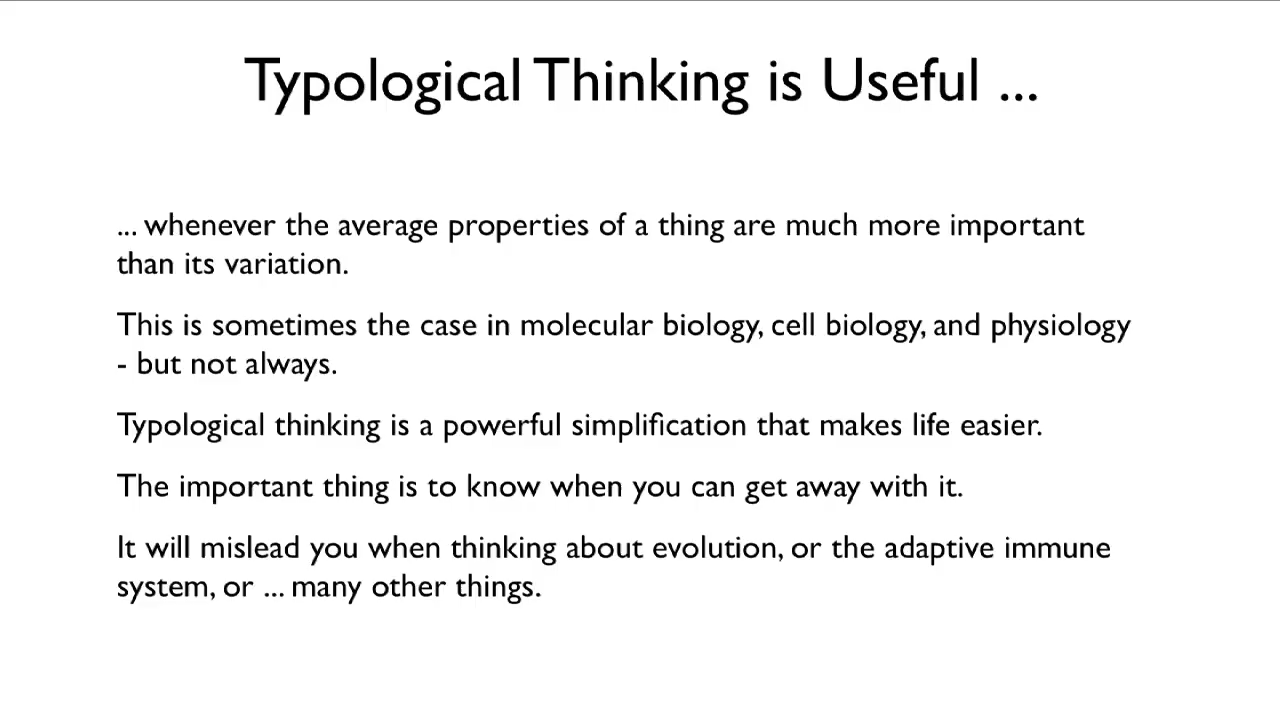 Typological Thinking is Useful ...
... whenever the average properties of a thing are much more important
than its variation.
This is sometimes the case in molecular biology, cell biology, and physiology
- but not always.
Typological thinking is a powerful simplification that makes life easier.
The important thing is to know when you can get away with it.
It will mislead you when thinking about evolution, or the adaptive immune
system, or ... many other things.